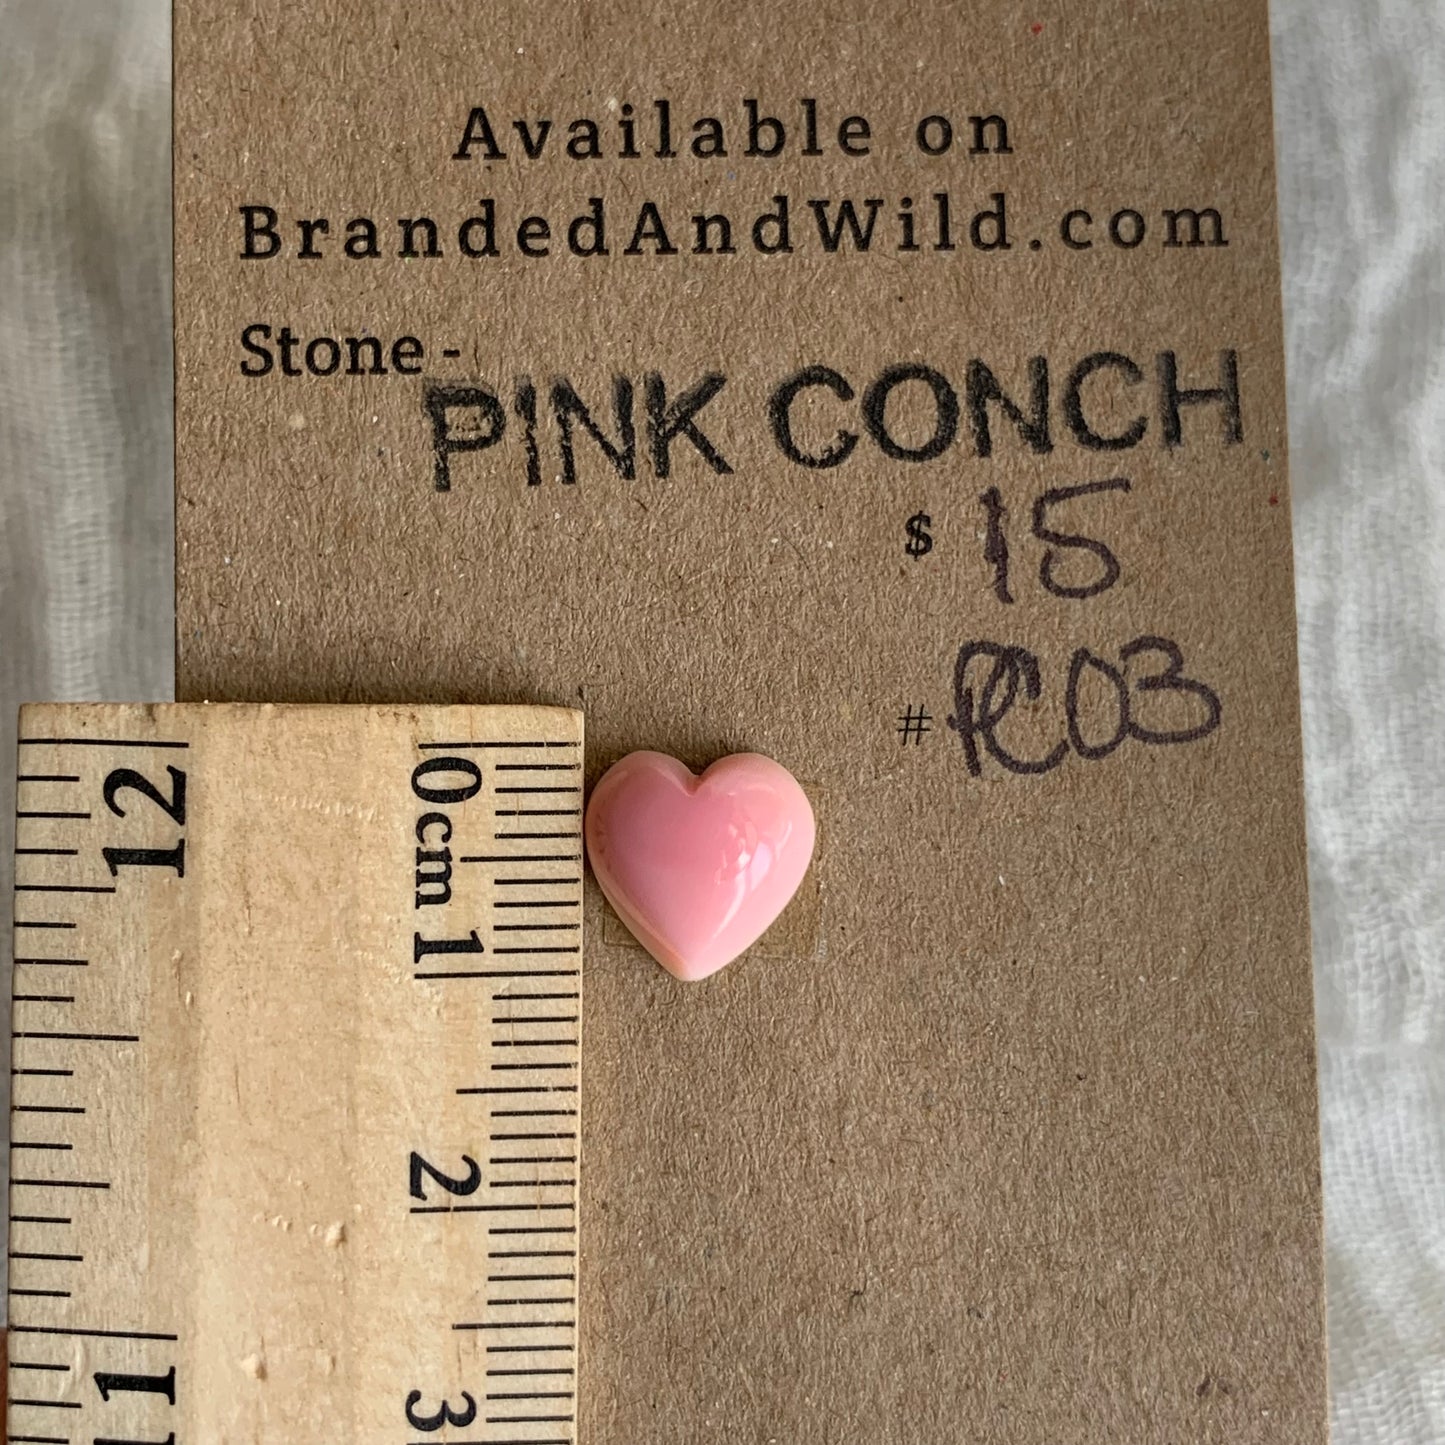 Available on
BrandedAndWild.com
Stone - PINK CONCH
$ 15
# PC03
12
11
0cm 1
2
3